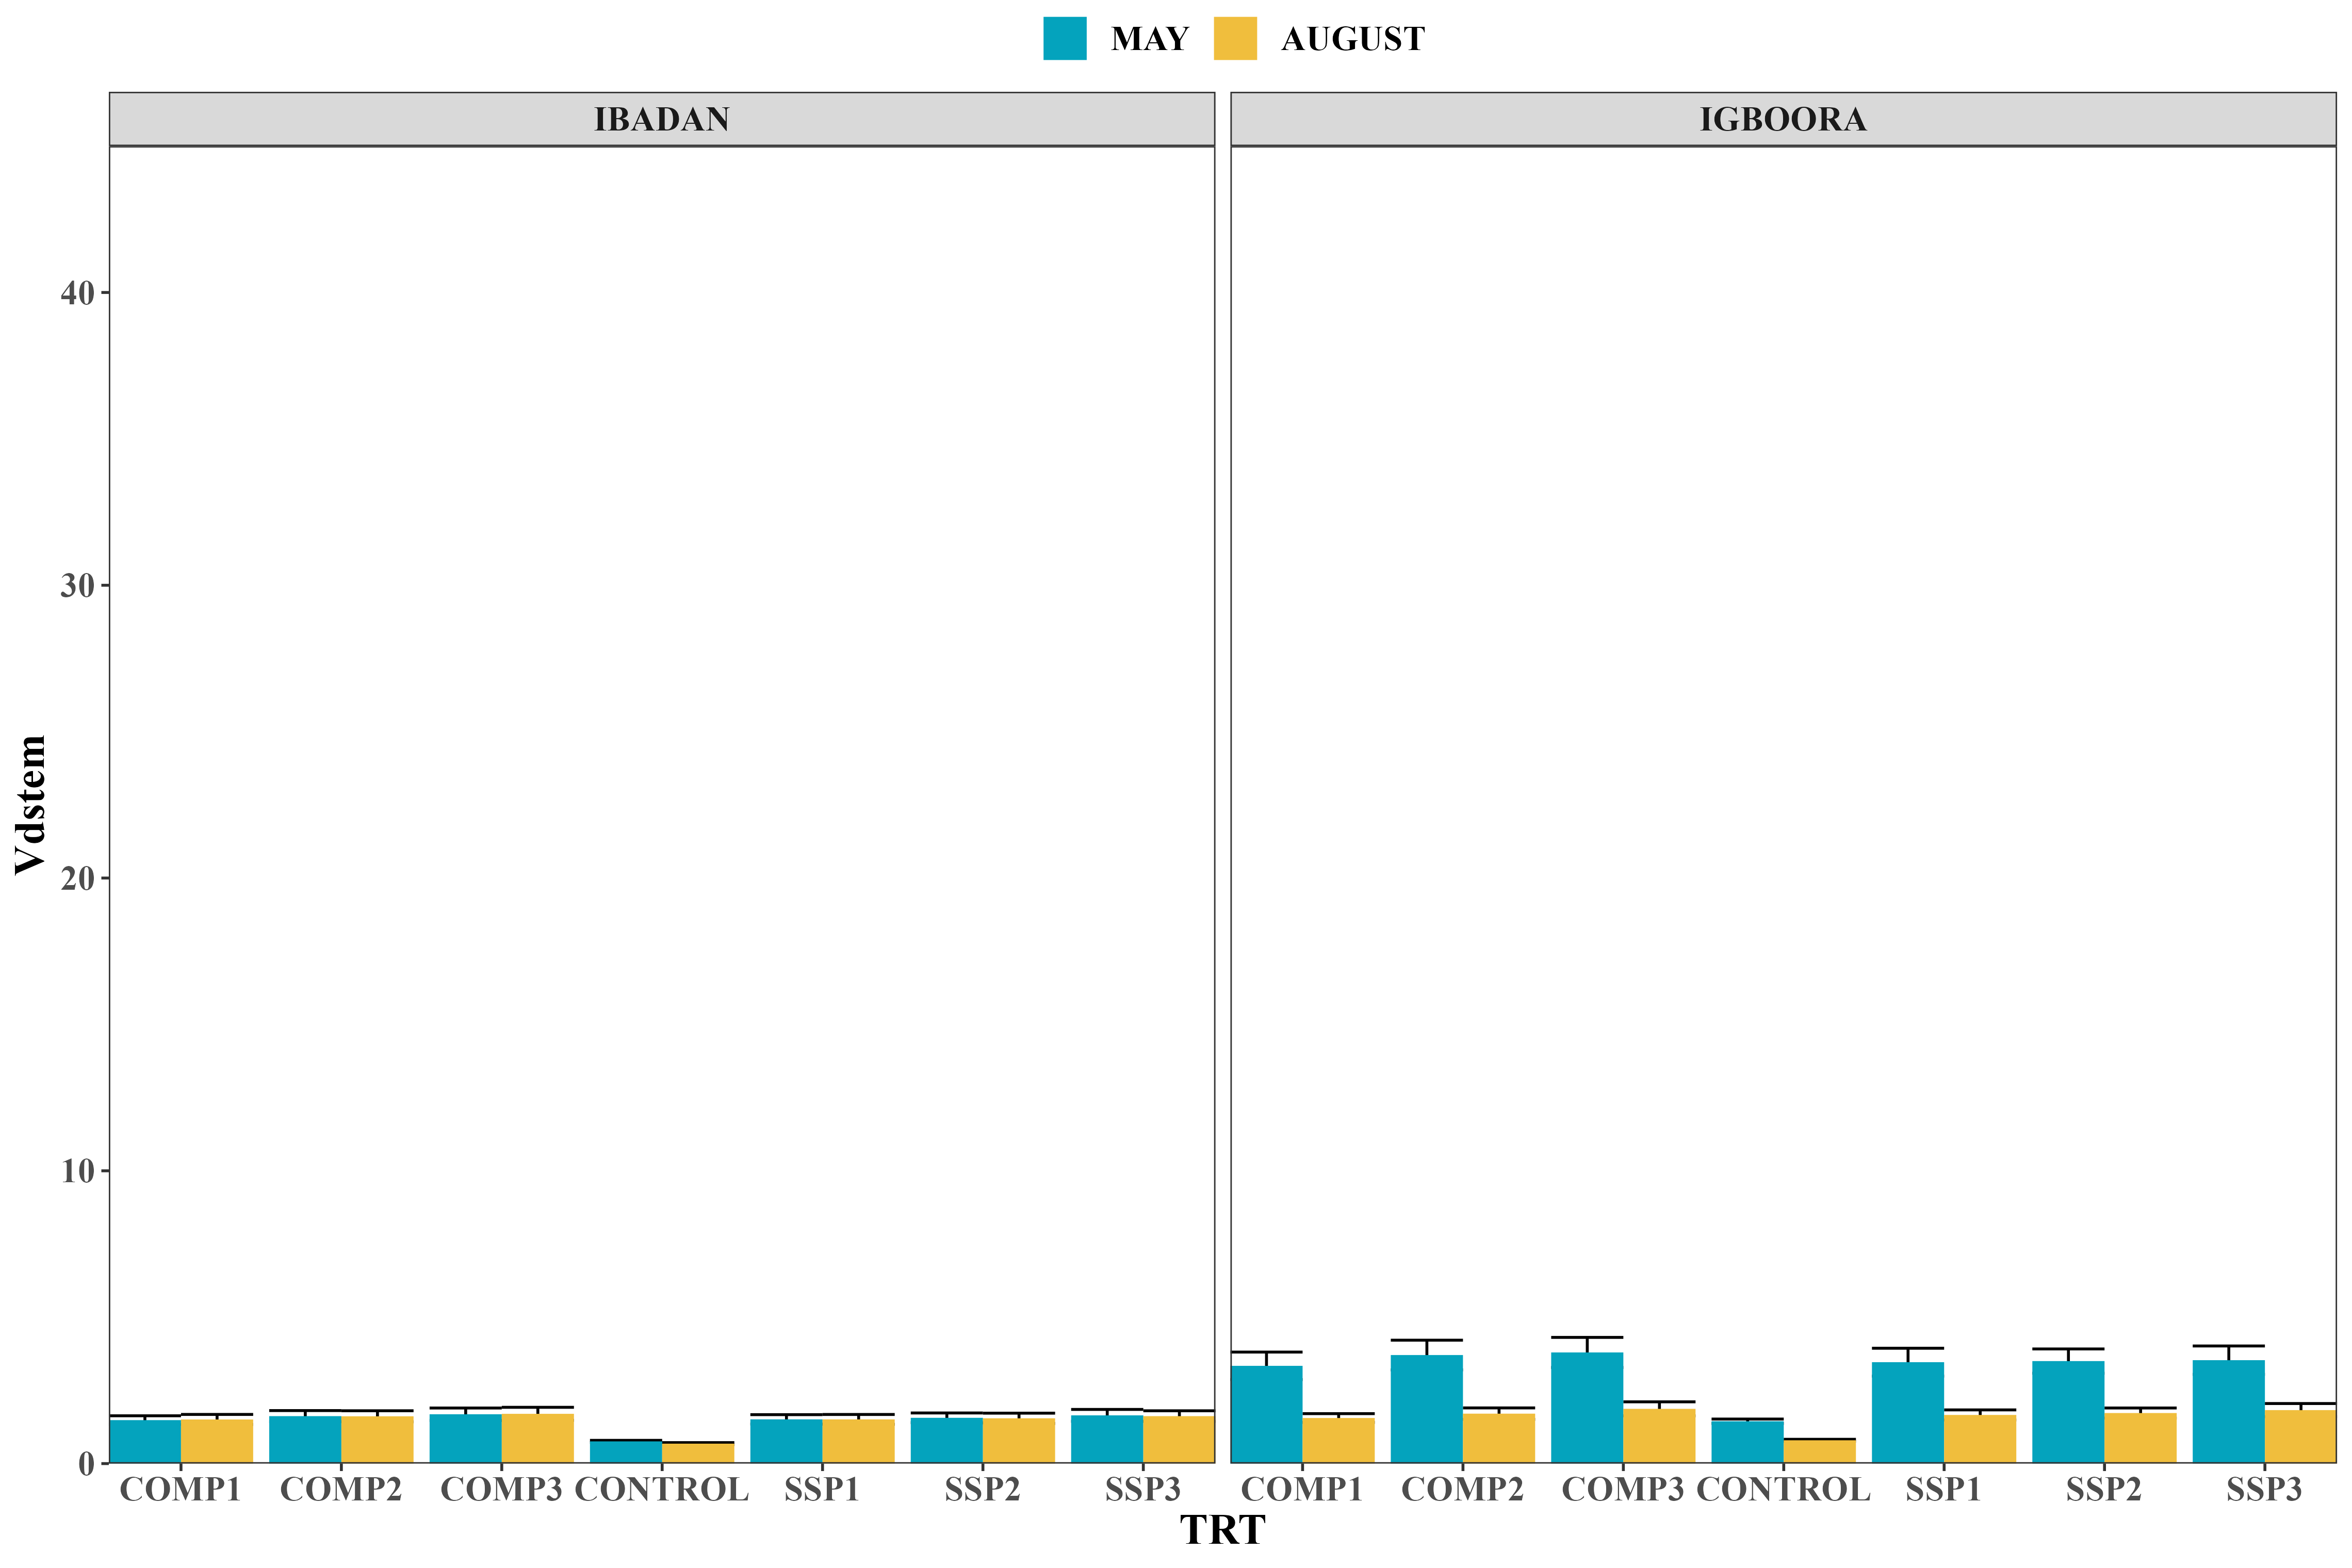 MAY AUGUST
IBADAN IGBOORA
40
30
20
10
0
Vdstem
COMP1 COMP2 COMP3 CONTROL SSP1 SSP2 SSP3 COMP1 COMP2 COMP3 CONTROL SSP1 SSP2 SSP3
TRT